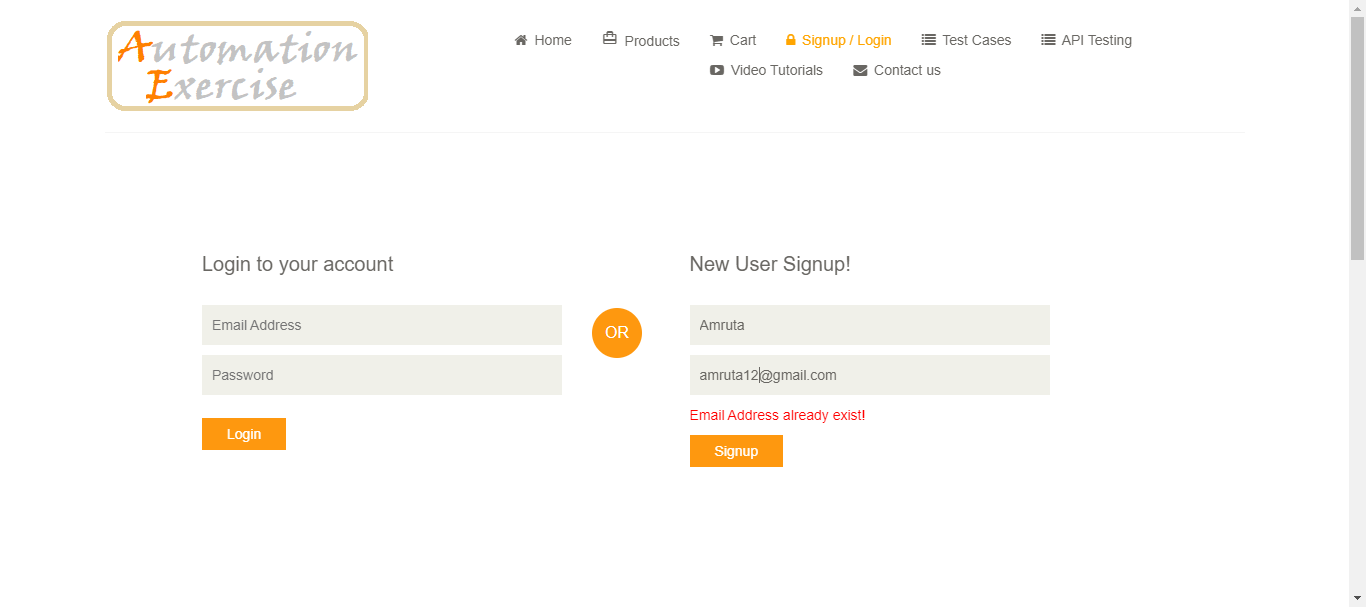 Automation
Exercise
Home Products Cart Signup / Login Test Cases API Testing
Video Tutorials Contact us
Login to your account
Email Address
Password
Login
OR
New User Signup!
Amruta
amruta12@gmail.com
Email Address already exist!
Signup